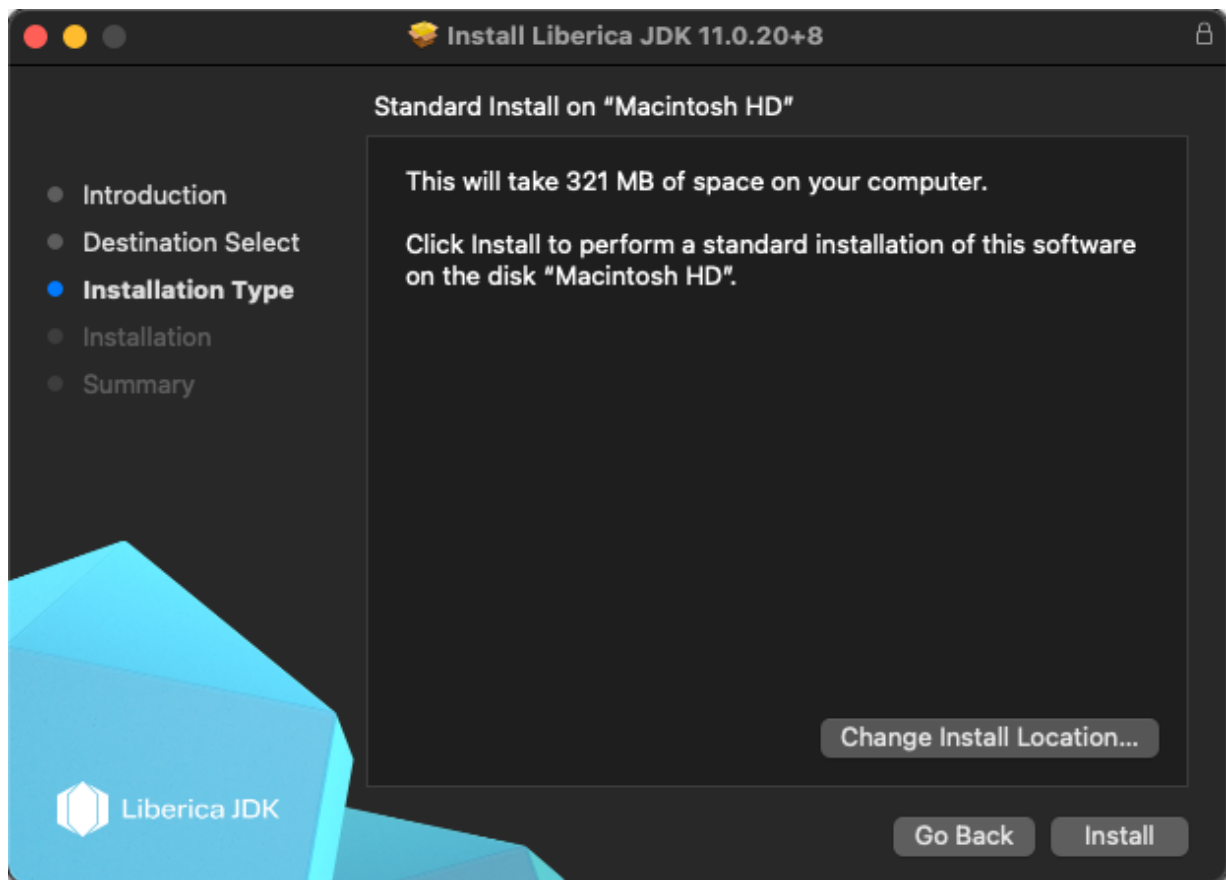 Install Liberica JDK 11.0.20+8
Standard Install on “Macintosh HD”
Introduction
Destination Select
Installation Type
Installation
Summary
This will take 321 MB of space on your computer.
Click Install to perform a standard installation of this software
on the disk “Macintosh HD”.
Change Install Location...
Liberica JDK
Go Back
Install